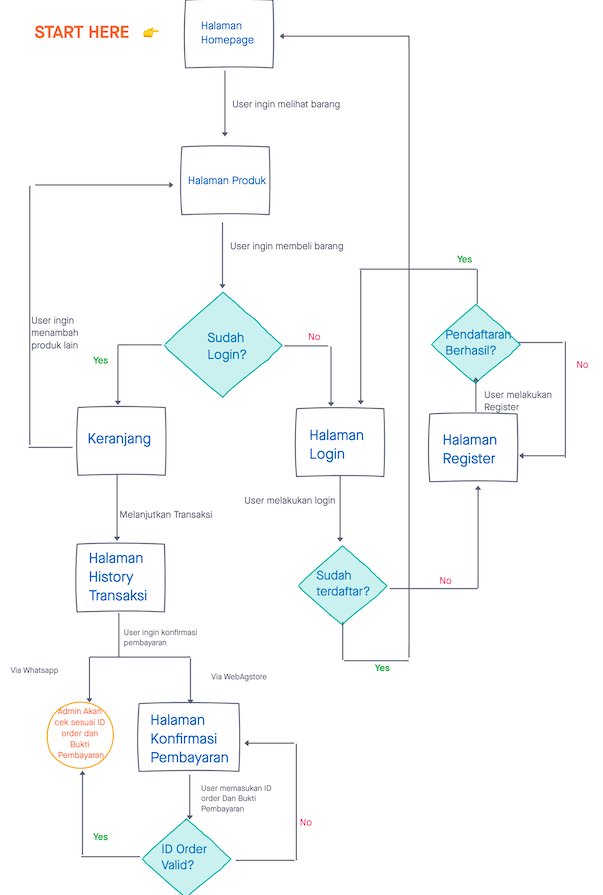 START HERE
Halaman
Homepage
User ingin melihat barang
Halaman Produk
User ingin membeli barang
Yes
User ingin
menambah
produk lain
Sudah
Login?
No
Pendaftaran
Berhasil?
No
Yes
User melakukan
Register
Keranjang
Halaman
Login
Halaman
Register
User melakukan login
Melanjutkan Transaksi
Halaman
History
Transaksi
Sudah
terdaftar?
No
User ingin konfirmasi
pembayaran
Yes
Via Whatsapp
Via WebAgstore
Admin Akan
cek sesuai ID
order dan
Bukti
Pembayaran
Halaman
Konfirmasi
Pembayaran
User memasukan ID
order Dan Bukti
Pembayaran
No
Yes
ID Order
Valid?